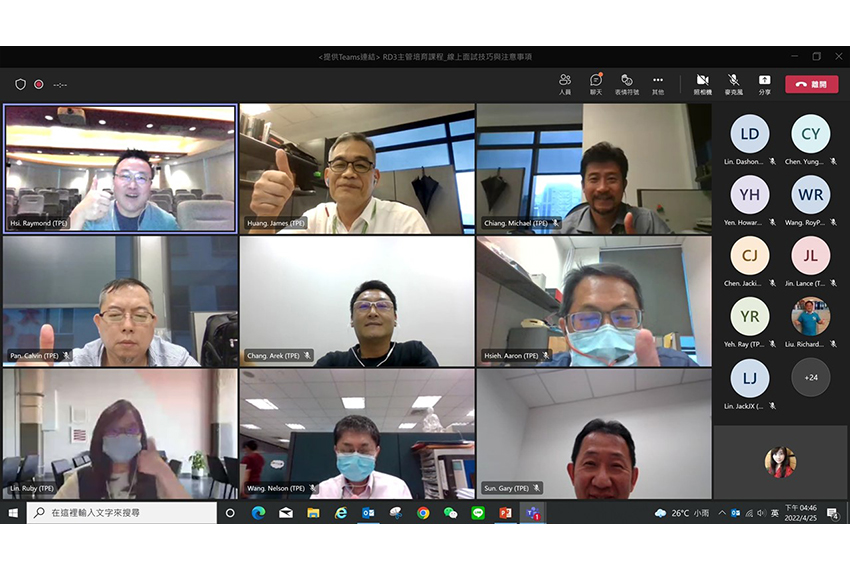 <提供Teams連結> RD3主管培育課程_線上面試技巧與注意事項
--:--
人員
聊天
表情符號
其他
照相機
麥克風
分享
離開
Hsi. Raymond (TPE)
Huang. James (TPE)
Chiang. Michael (TPE)
Pan. Calvin (TPE)
Chang. Arek (TPE)
Hsieh. Aaron (TPE)
Lin. Ruby (TPE)
Wang. Nelson (TPE)
Sun. Gary (TPE)
LD
CY
Lin. Dashon...
Chen. Yung...
YH
WR
Yen. Howar...
Wang. RoyP...
CJ
JL
Chen. Jacki...
Jin. Lance (T...
YR
Yeh. Ray (TP...
Liu. Richard...
LJ
+24
Lin. JackJX (...
在這裡輸入文字來搜尋
26°C 小雨
英
下午 04:46
2022/4/25
4